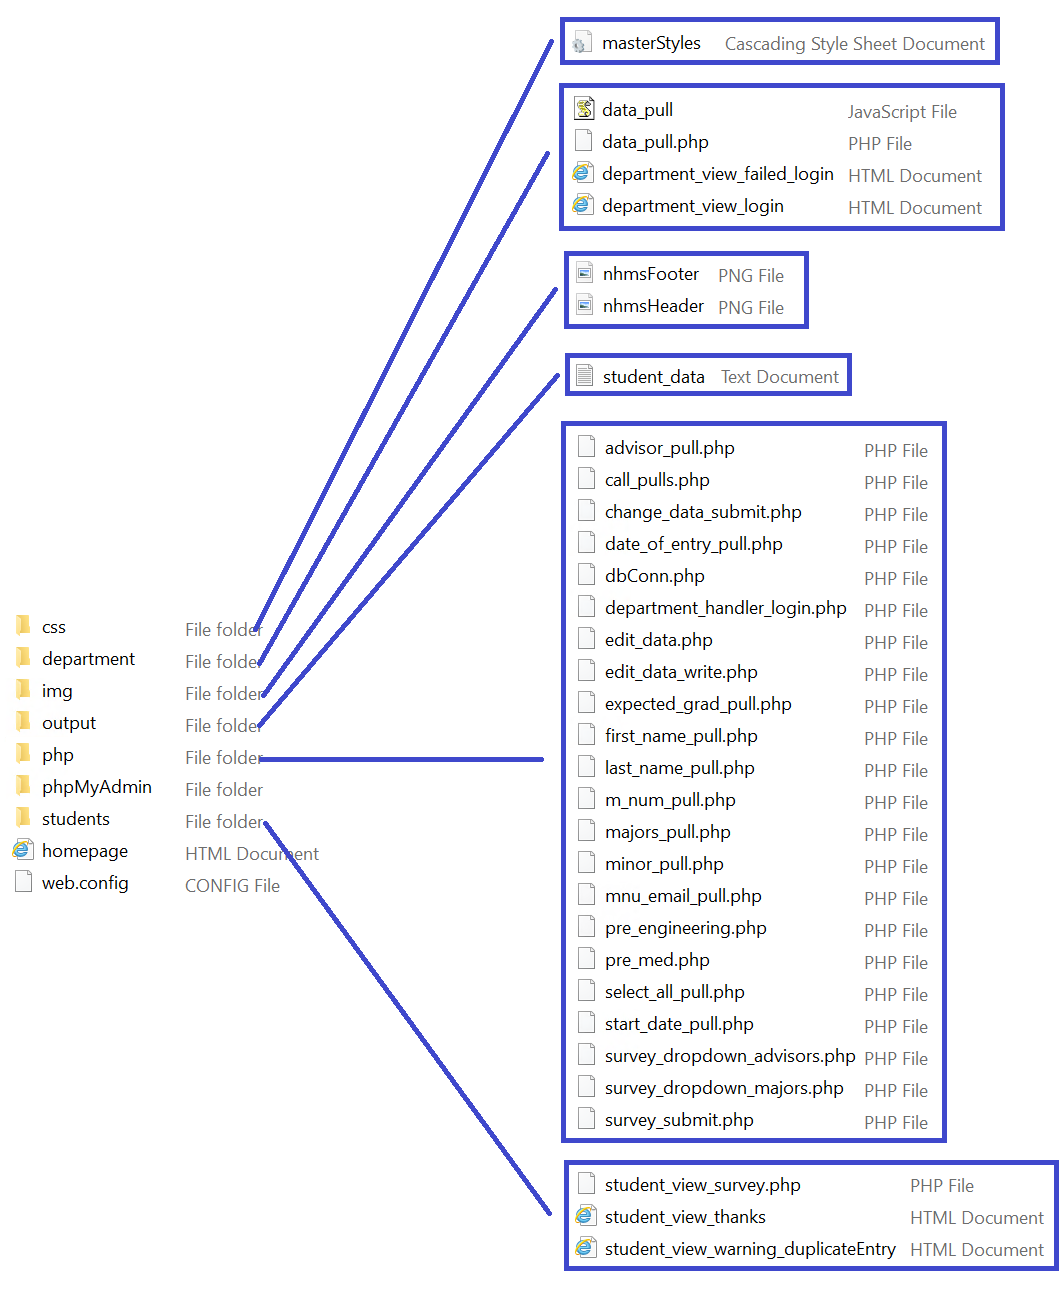 masterStyles Cascading Style Sheet Document
data_pull JavaScript File
data_pull.php PHP File
department_view_failed_login HTML Document
department_view_login HTML Document
nhmsFooter PNG File
nhmsHeader PNG File
student_data Text Document
advisor_pull.php PHP File
call_pulls.php PHP File
change_data_submit.php PHP File
date_of_entry_pull.php PHP File
dbConn.php PHP File
department_handler_login.php PHP File
edit_data.php PHP File
edit_data_write.php PHP File
expected_grad_pull.php PHP File
first_name_pull.php PHP File
last_name_pull.php PHP File
m_num_pull.php PHP File
majors_pull.php PHP File
minor_pull.php PHP File
mnu_email_pull.php PHP File
pre_engineering.php PHP File
pre_med.php PHP File
select_all_pull.php PHP File
start_date_pull.php PHP File
survey_dropdown_advisors.php PHP File
survey_dropdown_majors.php PHP File
survey_submit.php PHP File
student_view_survey.php PHP File
student_view_thanks HTML Document
student_view_warning_duplicateEntry HTML Document
css File folder
department File folder
img File folder
output File folder
php File folder
phpMyAdmin File folder
students File folder
homepage HTML Document
web.config CONFIG File